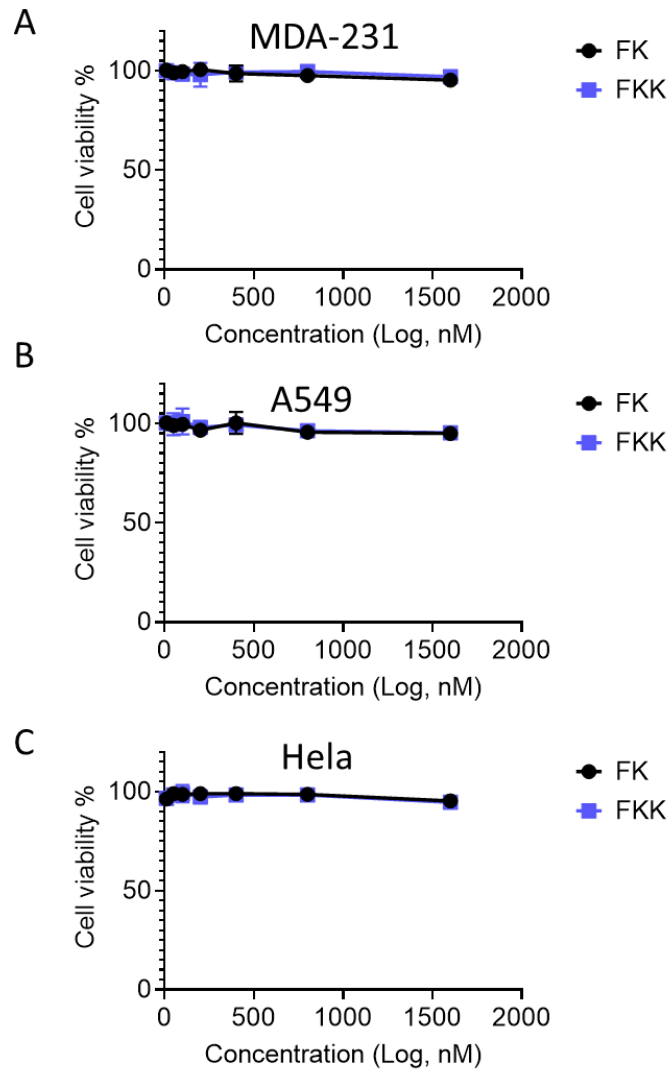 A
MDA-231
FK
FKK
Cell viability %
100
50
0
0 500 1000 1500 2000
Concentration (Log, nM)
B
A549
FK
FKK
Cell viability %
100
50
0
0 500 1000 1500 2000
Concentration (Log, nM)
C
Hela
FK
FKK
Cell viability %
100
50
0
0 500 1000 1500 2000
Concentration (Log, nM)